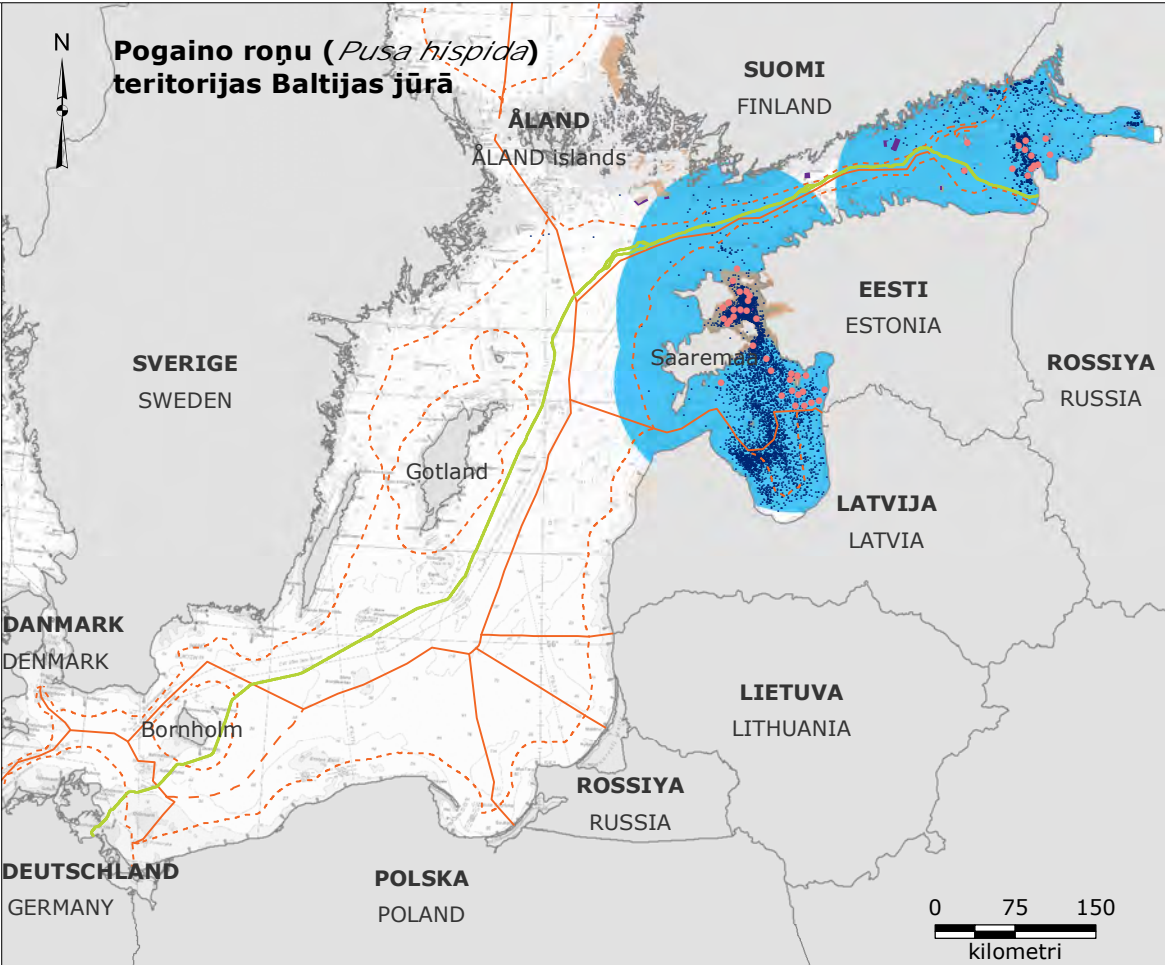 N
Pogaino roņu (Pusa hispida)
teritorijas Baltijas jūrā
SUOMI
FINLAND
ÅLAND
ÅLAND islands
EESTI
ESTONIA
SVERIGE
SWEDEN
Saaremaa
ROSSIYA
RUSSIA
Gotland
LATVIJA
LATVIA
DANMARK
DENMARK
LIETUVA
LITHUANIA
Bornholm
ROSSIYA
RUSSIA
DEUTSCHLAND
GERMANY
POLSKA
POLAND
0 75 150
kilometri